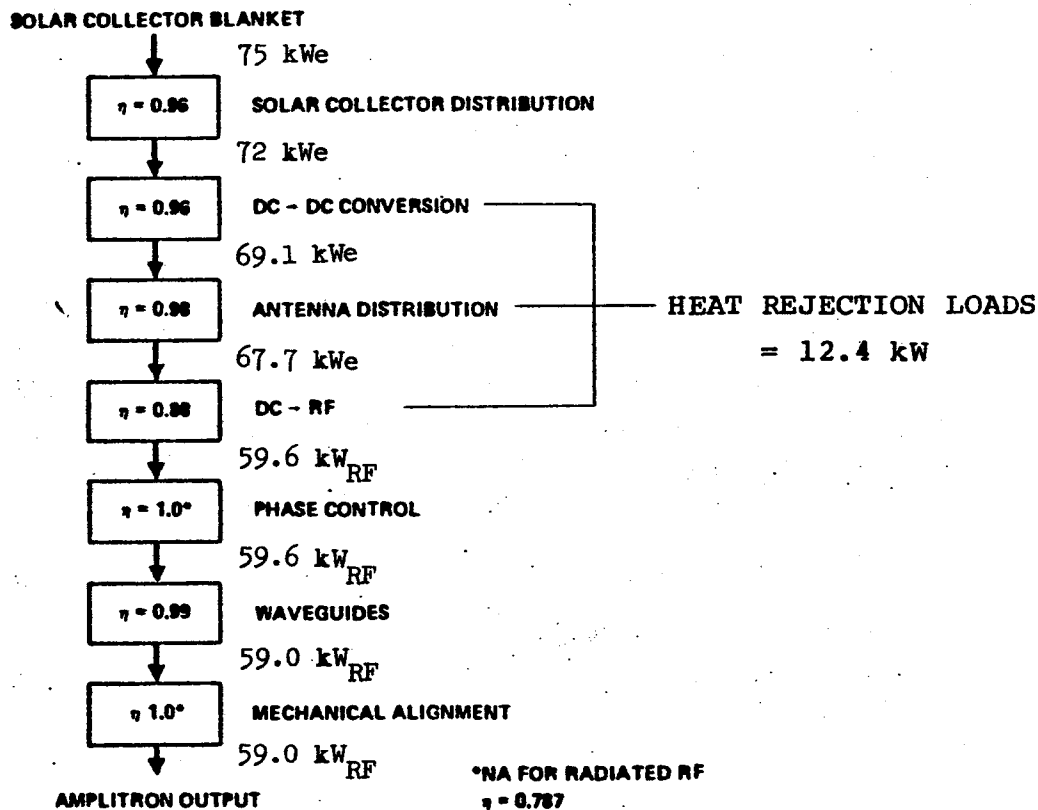 SOLAR COLLECTOR BLANKET
75 kWe
η = 0.96 SOLAR COLLECTOR DISTRIBUTION
72 kWe
η = 0.96 DC – DC CONVERSION
69.1 kWe
η = 0.98 ANTENNA DISTRIBUTION
HEAT REJECTION LOADS
= 12.4 kW
67.7 kWe
η = 0.88 DC – RF
59.6 kWRF
η = 1.0* PHASE CONTROL
59.6 kWRF
η = 0.99 WAVEGUIDES
59.0 kWRF
η 1.0* MECHANICAL ALIGNMENT
59.0 kWRF
AMPLITRON OUTPUT
*NA FOR RADIATED RF
η = 0.787